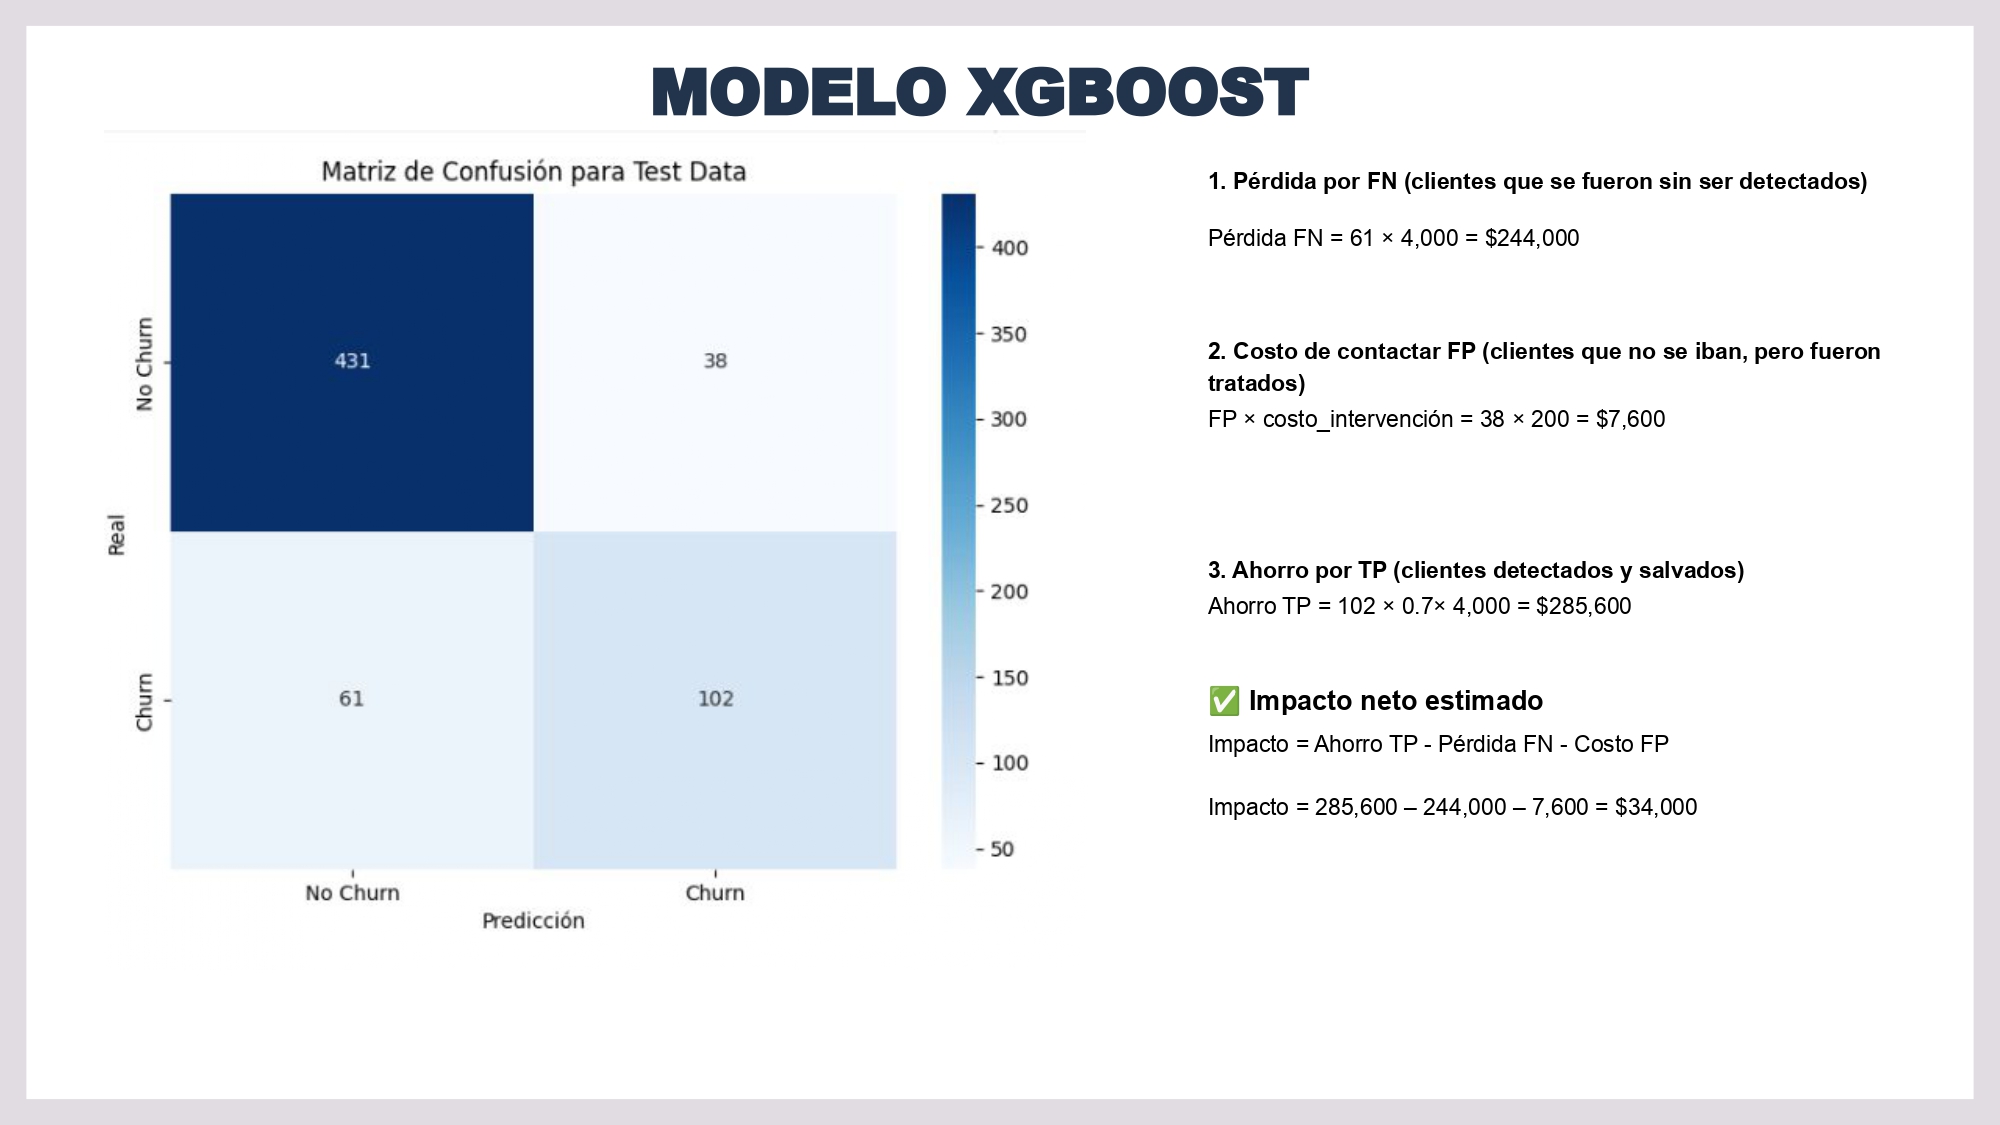 MODELO XGBOOST
Matriz de Confusión para Test Data
431
38
61
102
No Churn
Churn
Real
No Churn
Churn
Predicción
400
350
300
250
200
150
100
50
1. Pérdida por FN (clientes que se fueron sin ser detectados)
Pérdida FN = 61 × 4,000 = $244,000
2. Costo de contactar FP (clientes que no se iban, pero fueron
tratados)
FP × costo_intervención = 38 × 200 = $7,600
3. Ahorro por TP (clientes detectados y salvados)
Ahorro TP = 102 × 0.7× 4,000 = $285,600
✅ Impacto neto estimado
Impacto = Ahorro TP - Pérdida FN - Costo FP
Impacto = 285,600 – 244,000 – 7,600 = $34,000